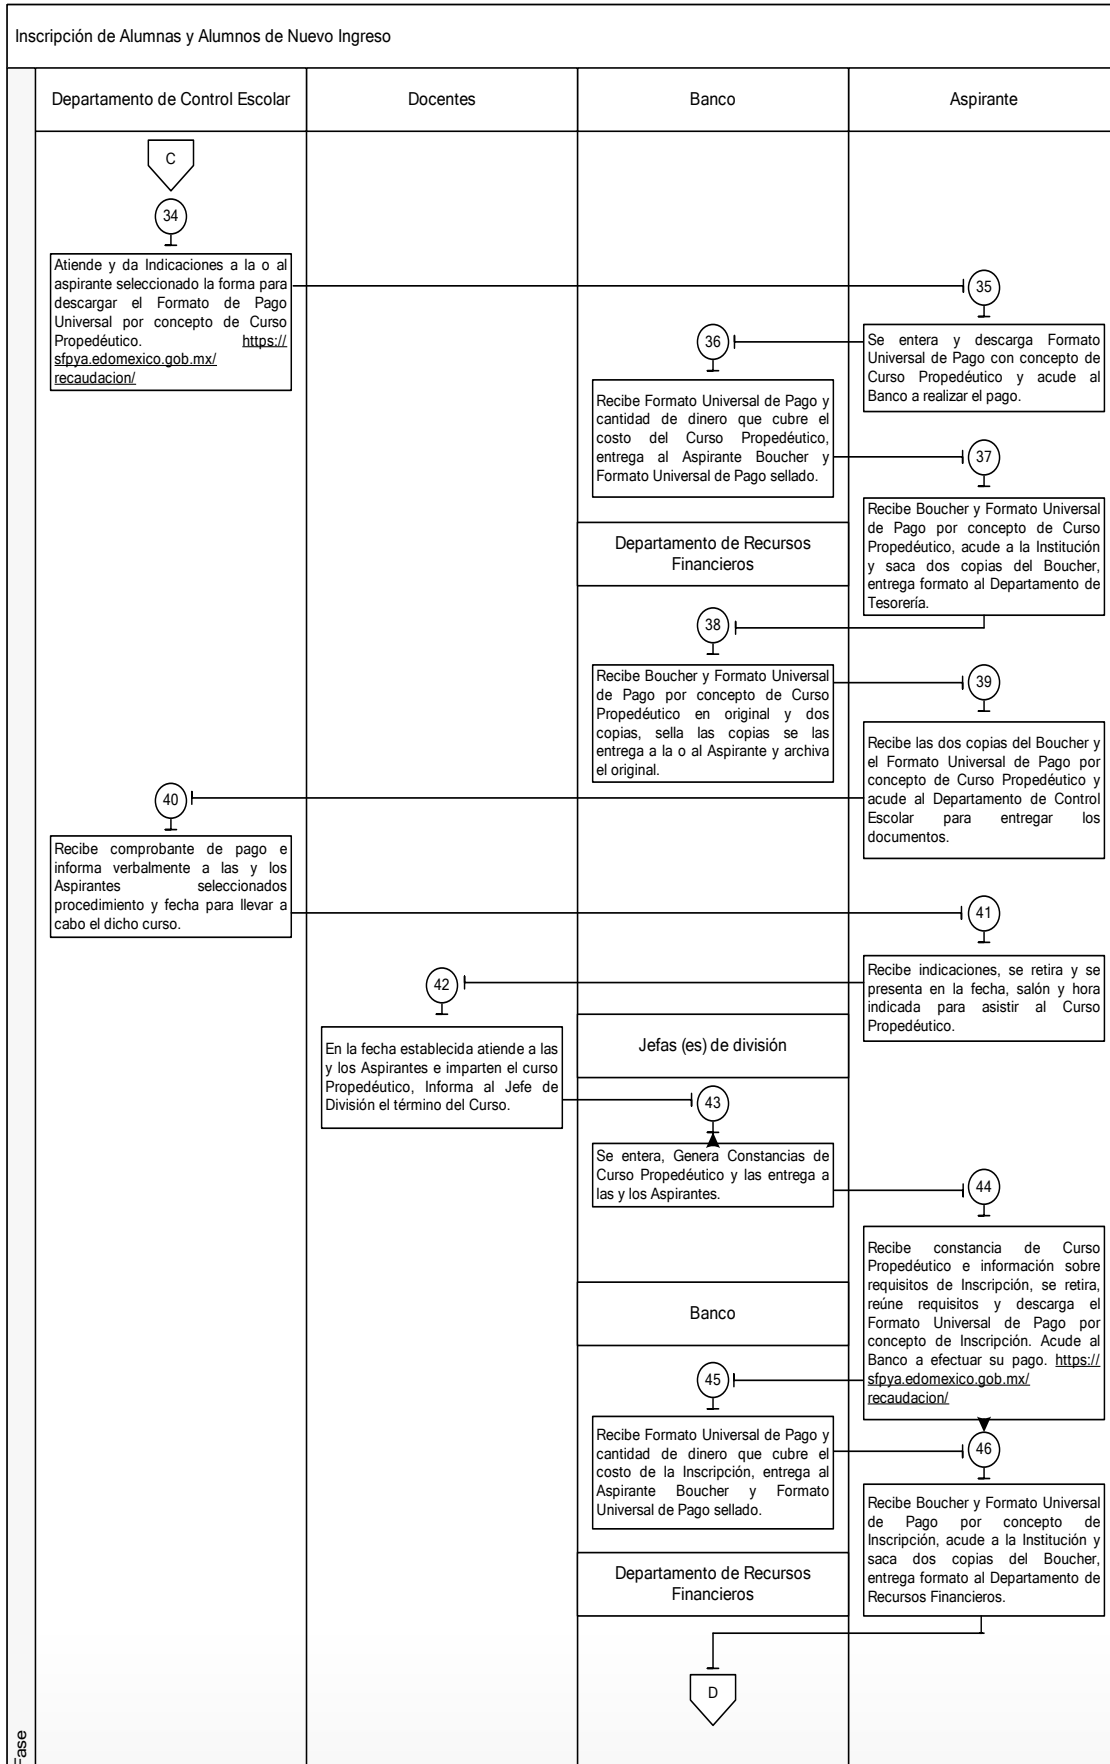 Inscripción de Alumnas y Alumnos de Nuevo Ingreso
Departamento de Control Escolar
Docentes
Banco
Aspirante
C
34
Atiende y da Indicaciones a la o al
aspirante seleccionado la forma para
descargar el Formato de Pago
Universal por concepto de Curso
Propedéutico. https://
sfpya.edomexico.gob.mx/
recaudacion/
35
Se entera y descarga Formato
Universal de Pago con concepto de
Curso Propedéutico y acude al
Banco a realizar el pago.
36
Recibe Formato Universal de Pago y
cantidad de dinero que cubre el
costo del Curso Propedéutico,
entrega al Aspirante Boucher y
Formato Universal de Pago sellado.
37
Recibe Boucher y Formato Universal
de Pago por concepto de Curso
Propedéutico, acude a la Institución
y saca dos copias del Boucher,
entrega formato al Departamento de
Tesorería.
Departamento de Recursos
Financieros
38
Recibe Boucher y Formato Universal
de Pago por concepto de Curso
Propedéutico en original y dos
copias, sella las copias se las
entrega a la o al Aspirante y archiva
el original.
39
Recibe las dos copias del Boucher y
el Formato Universal de Pago por
concepto de Curso Propedéutico y
acude al Departamento de Control
Escolar para entregar los
documentos.
40
Recibe comprobante de pago e
informa verbalmente a las y los
Aspirantes seleccionados
procedimiento y fecha para llevar a
cabo el dicho curso.
41
Recibe indicaciones, se retira y se
presenta en la fecha, salón y hora
indicada para asistir al Curso
Propedéutico.
42
En la fecha establecida atiende a las
y los Aspirantes e imparten el curso
Propedéutico, Informa al Jefe de
División el término del Curso.
Jefas (es) de división
43
Se entera, Genera Constancias de
Curso Propedéutico y las entrega a
las y los Aspirantes.
44
Recibe constancia de Curso
Propedéutico e información sobre
requisitos de Inscripción, se retira,
reúne requisitos y descarga el
Formato Universal de Pago por
concepto de Inscripción. Acude al
Banco a efectuar su pago. https://
sfpya.edomexico.gob.mx/
recaudacion/
Banco
45
Recibe Formato Universal de Pago y
cantidad de dinero que cubre el
costo de la Inscripción, entrega al
Aspirante Boucher y Formato
Universal de Pago sellado.
46
Recibe Boucher y Formato Universal
de Pago por concepto de
Inscripción, acude a la Institución y
saca dos copias del Boucher,
entrega formato al Departamento de
Recursos Financieros.
Departamento de Recursos
Financieros
D
Fase